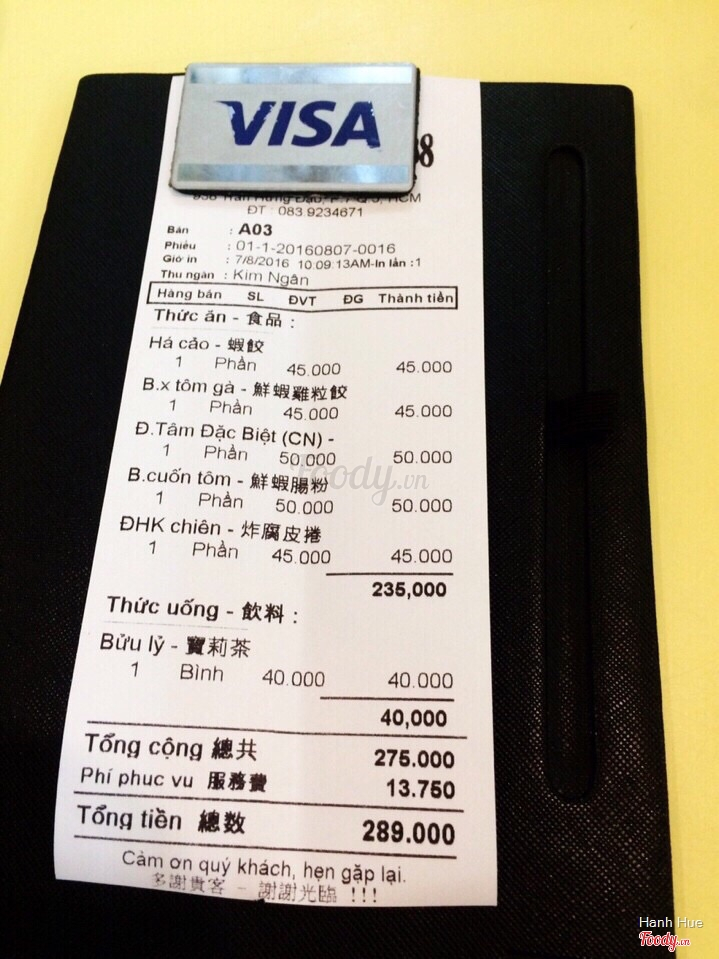 VISA
88
938 Trần Hưng Đạo, P.7 Q.5, HCM
ĐT : 083.9234671
Bàn : A03
Phiếu : 01-1-20160807-0016
Giờ in : 7/8/2016 10:09:13AM-In lần :1
Thu ngân : Kim Ngân
Hàng bán SL ĐVT ĐG Thành tiền
Thức ăn - 食品 :
Há cảo - 蝦餃
1 Phần 45.000 45.000
B.x tôm gà - 鮮蝦雞粒餃
1 Phần 45.000 45.000
Đ.Tâm Đặc Biệt (CN) -
1 Phần 50.000 50.000
B.cuốn tôm - 鮮蝦腸粉
1 Phần 50.000 50.000
ĐHK chiên - 炸腐皮捲
1 Phần 45.000 45.000
235,000
Thức uống - 飲料 :
Bửu lỷ - 寶莉茶
1 Bình 40.000 40.000
40,000
Tổng cộng 總共 275.000
Phí phuc vu 服務費 13.750
Tổng tiền 總数 289.000
Cảm ơn quý khách, hẹn gặp lại.
多謝貴客 - 謝謝光臨 !!!
Foody.vn
Hanh Hue
Foody.vn